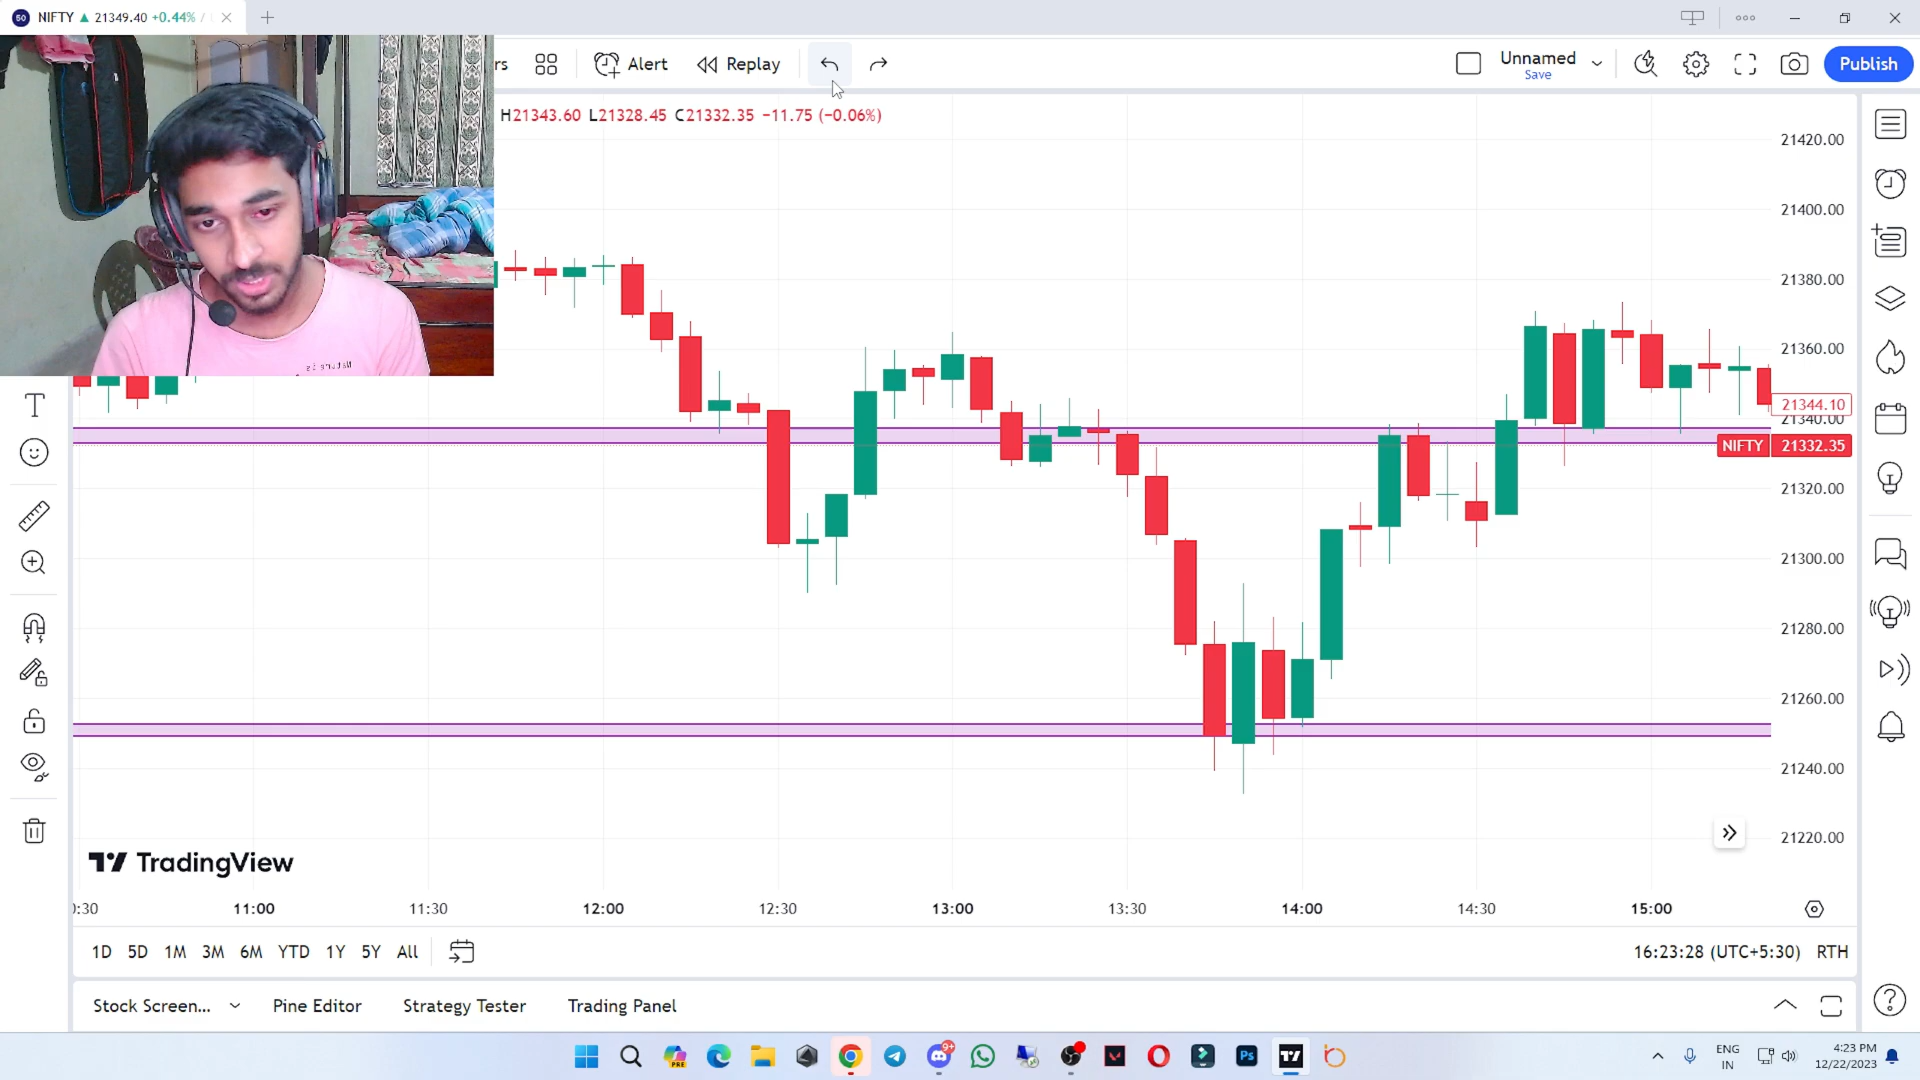 NIFTY ▲ 21349.40 +0.44% /
rs
Alert
Replay
Unnamed
Save
Publish
H21343.60 L21328.45 C21332.35 −11.75 (−0.06%)
21420.00
21400.00
21380.00
21360.00
21344.10
21340.00
NIFTY 21332.35
21320.00
21300.00
21280.00
21260.00
21240.00
21220.00
TradingView
0:30 11:00 11:30 12:00 12:30 13:00 13:30 14:00 14:30 15:00
1D 5D 1M 3M 6M YTD 1Y 5Y All
16:23:28 (UTC+5:30) RTH
Stock Screen... Pine Editor Strategy Tester Trading Panel
PRE
9+
Ps
ENG
IN
4:23 PM
12/22/2023